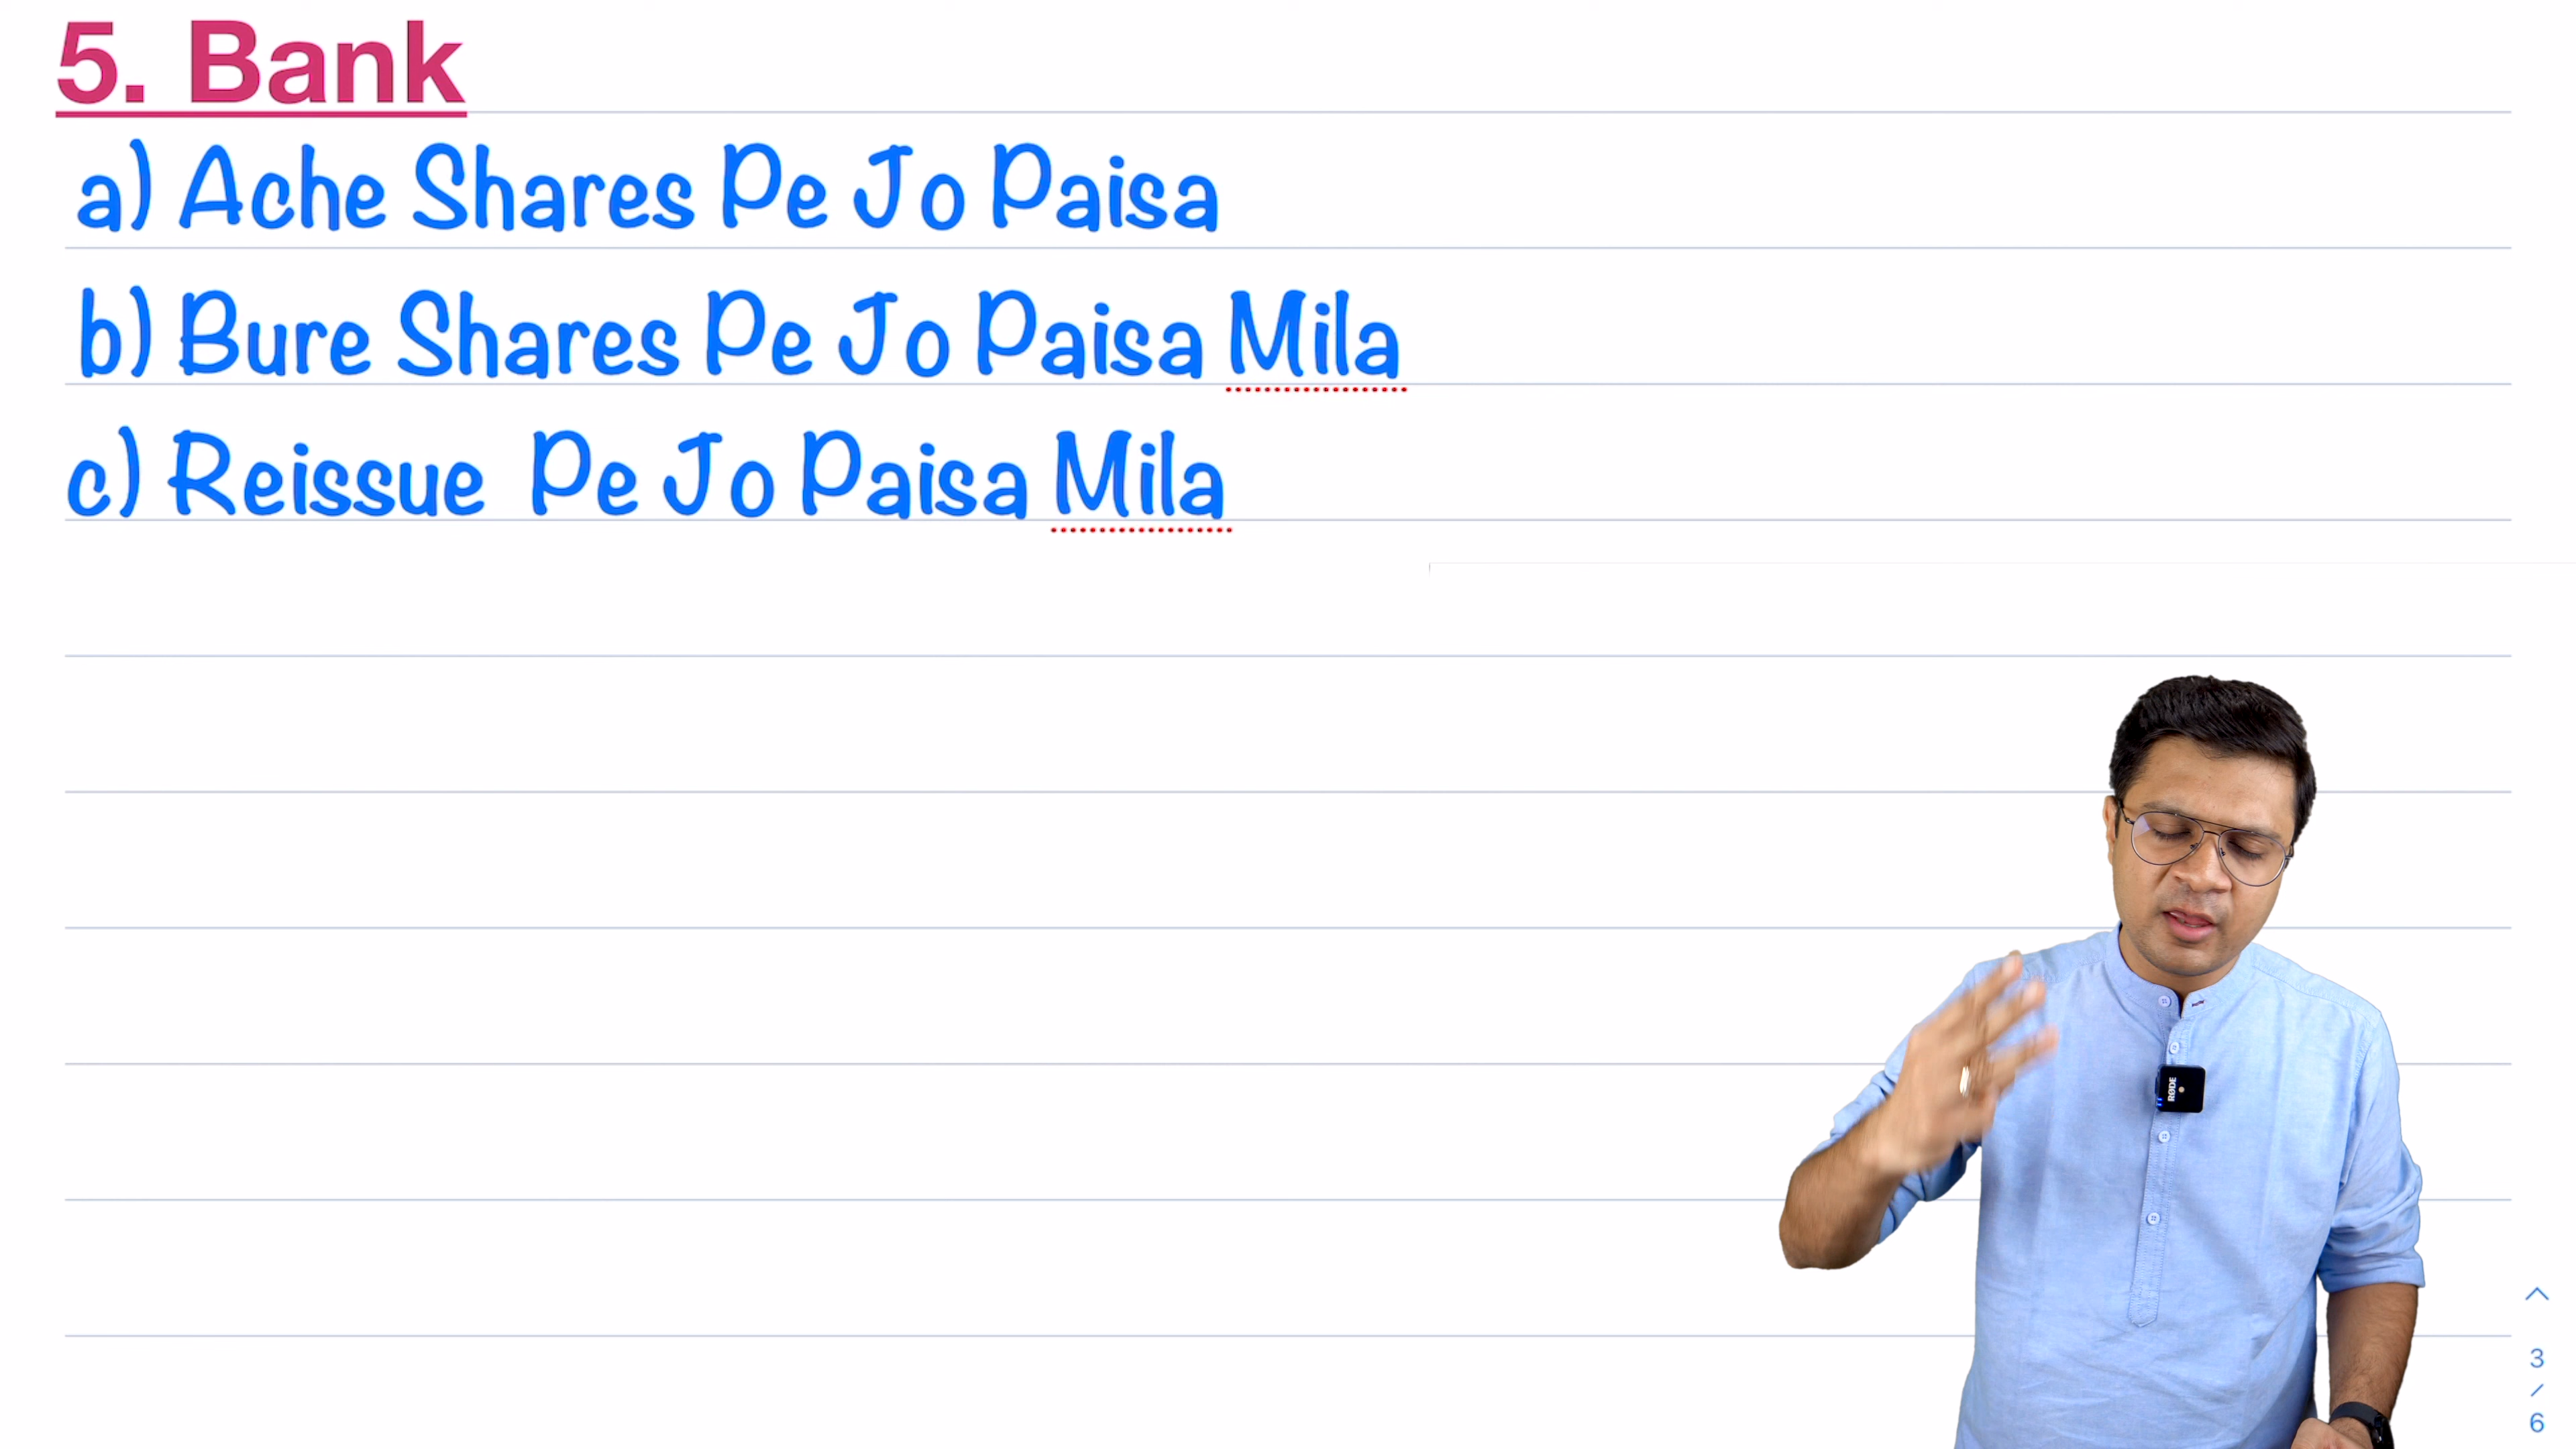 5. Bank
a) Ache Shares Pe Jo Paisa
b) Bure Shares Pe Jo Paisa Mila
c) Reissue Pe Jo Paisa Mila
RØDE
3
/
6